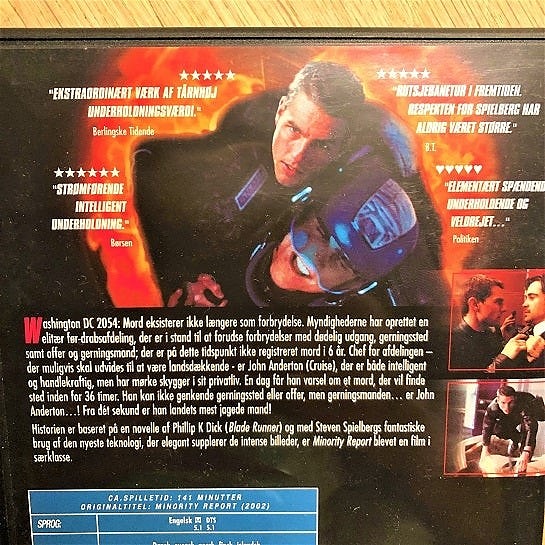 ★★★★★
"EKSTRAORDINÆRT VÆRK AF TÅRNHØJ
UNDERHOLDNINGSVÆRDI."
Berlingske Tidende
★★★★★★
"STRØMFØRENDE
INTELLIGENT
UNDERHOLDNING."
Børsen
★★★★★
"RUTSJEBANETUR I FREMTIDEN.
RESPEKTEN FOR SPIELBERG HAR
ALDRIG VÆRET STØRRE."
B.T.
♥♥♥♥♥
"ELEMENTÆRT SPÆNDENDE
UNDERHOLDENDE OG
VELDREJET..."
Politiken
Washington DC 2054: Mord eksisterer ikke længere som forbrydelse. Myndighederne har oprettet en
elitær før-drabsafdeling, der er i stand til at forudse forbrydelser med dødelig udgang, gerningssted
samt offer og gerningsmand; der er på dette tidspunkt ikke registreret mord i 6 år. Chef for afdelingen –
der muligvis skal udvides til at være landsdækkende - er John Anderton (Cruise), der er både intelligent
og handlekraftig, men har mørke skygger i sit privatliv. En dag får han varsel om et mord, der vil finde
sted inden for 36 timer. Han kan ikke genkende gerningssted eller offer, men gerningsmanden... er John
Anderton...! Fra dét sekund er han landets mest jagede mand!
Historien er baseret på en novelle af Phillip K Dick (Blade Runner) og med Steven Spielbergs fantastiske
brug af den nyeste teknologi, der elegant supplerer de intense billeder, er Minority Report blevet en film i
særklasse.
CA.SPILLETID: 141 MINUTTER
ORIGINALTITEL: MINORITY REPORT (2002)
SPROG:
Engelsk DTS
5.1 5.1